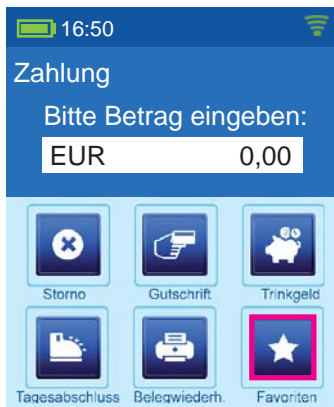 16:50
Zahlung
Bitte Betrag eingeben:
EUR 0,00
Storno Gutschrift Trinkgeld
Tagesabschluss Belegwiederh. Favoriten